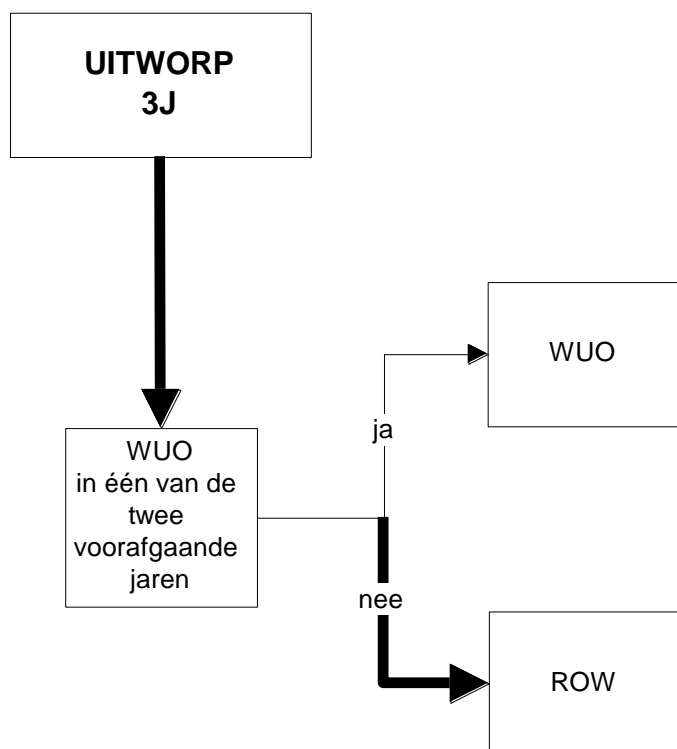 UITWORP
3J
WUO
ja
WUO
in één van de
twee
voorafgaande
jaren
nee
ROW